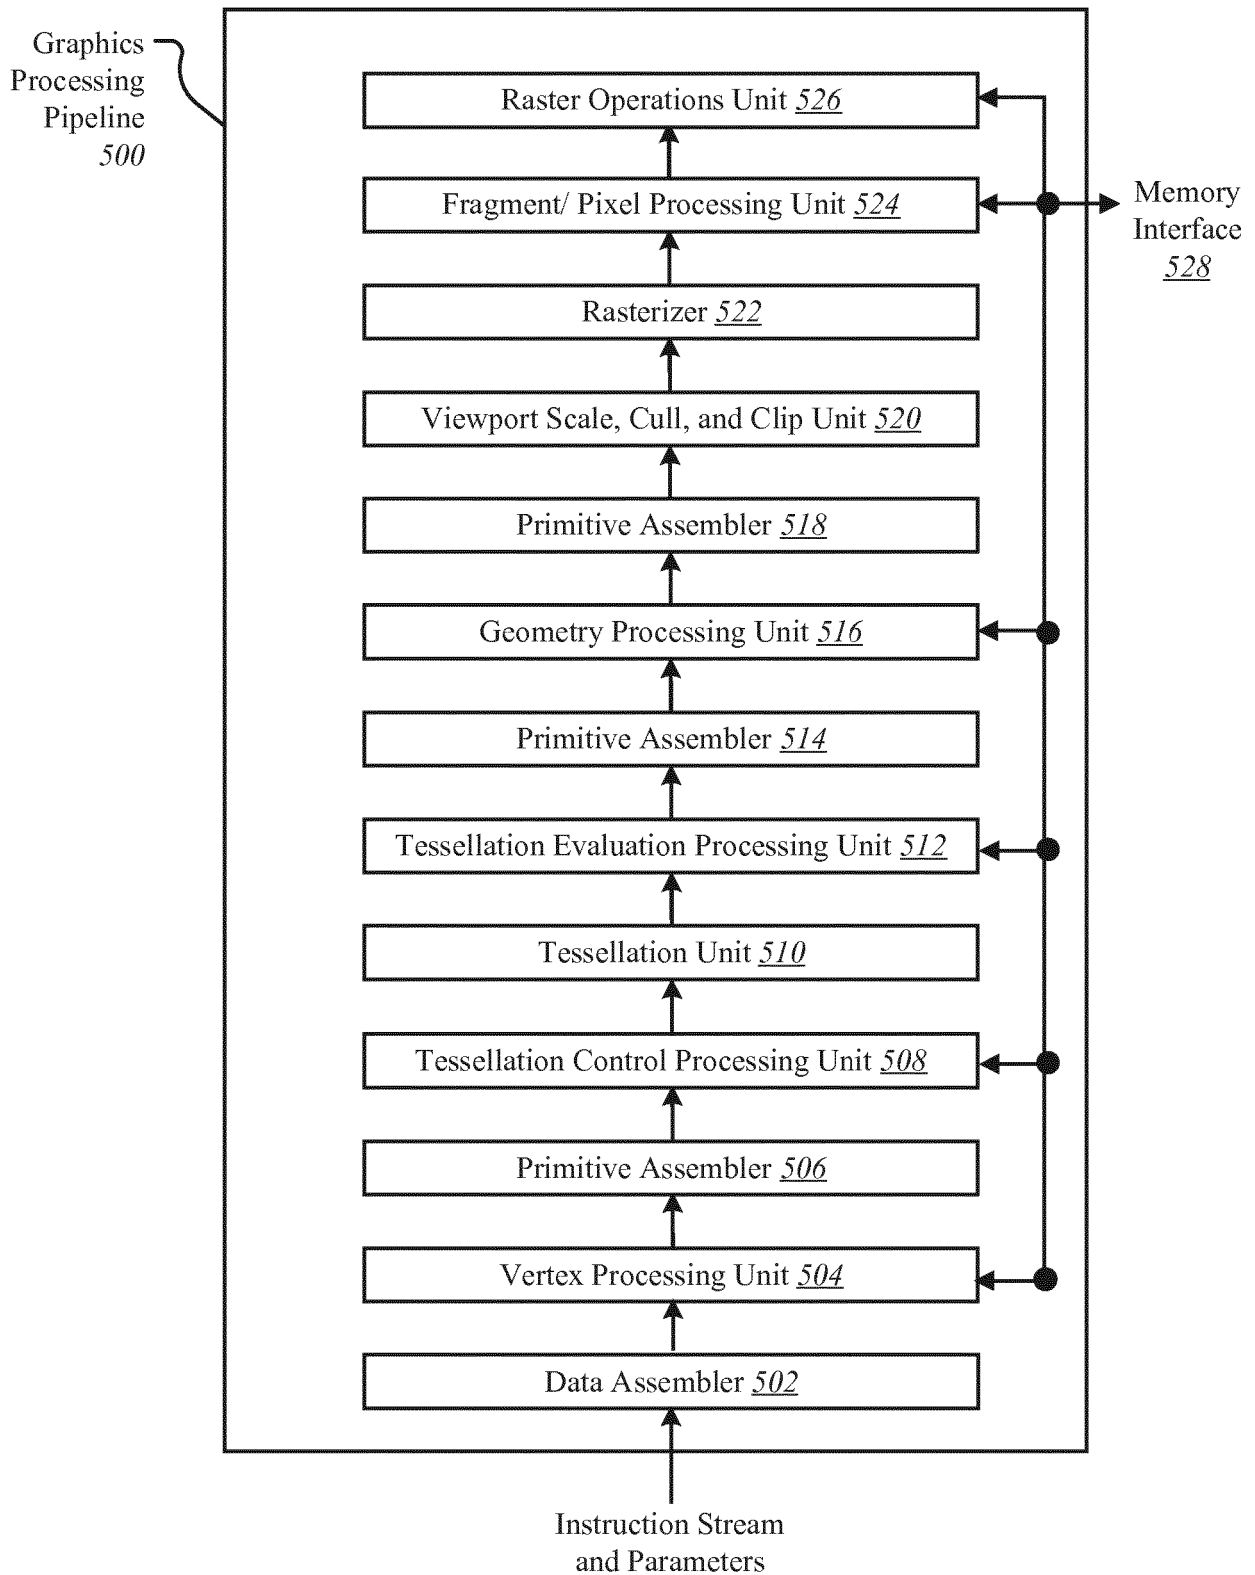 Graphics
Processing
Pipeline
500
Raster Operations Unit 526
Fragment/ Pixel Processing Unit 524
Memory
Interface
528
Rasterizer 522
Viewport Scale, Cull, and Clip Unit 520
Primitive Assembler 518
Geometry Processing Unit 516
Primitive Assembler 514
Tessellation Evaluation Processing Unit 512
Tessellation Unit 510
Tessellation Control Processing Unit 508
Primitive Assembler 506
Vertex Processing Unit 504
Data Assembler 502
Instruction Stream
and Parameters